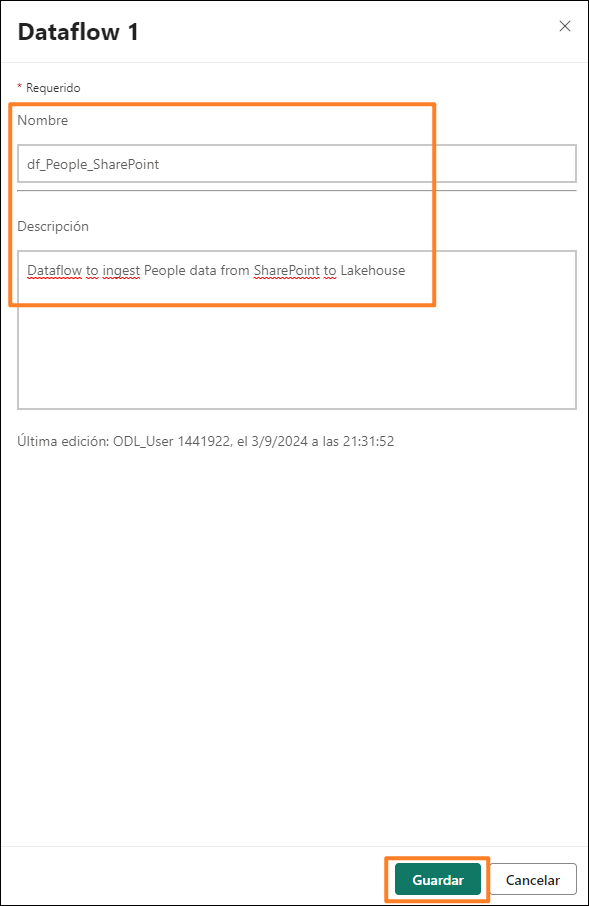 Dataflow 1
* Requerido
Nombre
df_People_SharePoint
Descripción
Dataflow to ingest People data from SharePoint to Lakehouse
Última edición: ODL_User 1441922, el 3/9/2024 a las 21:31:52
Guardar
Cancelar